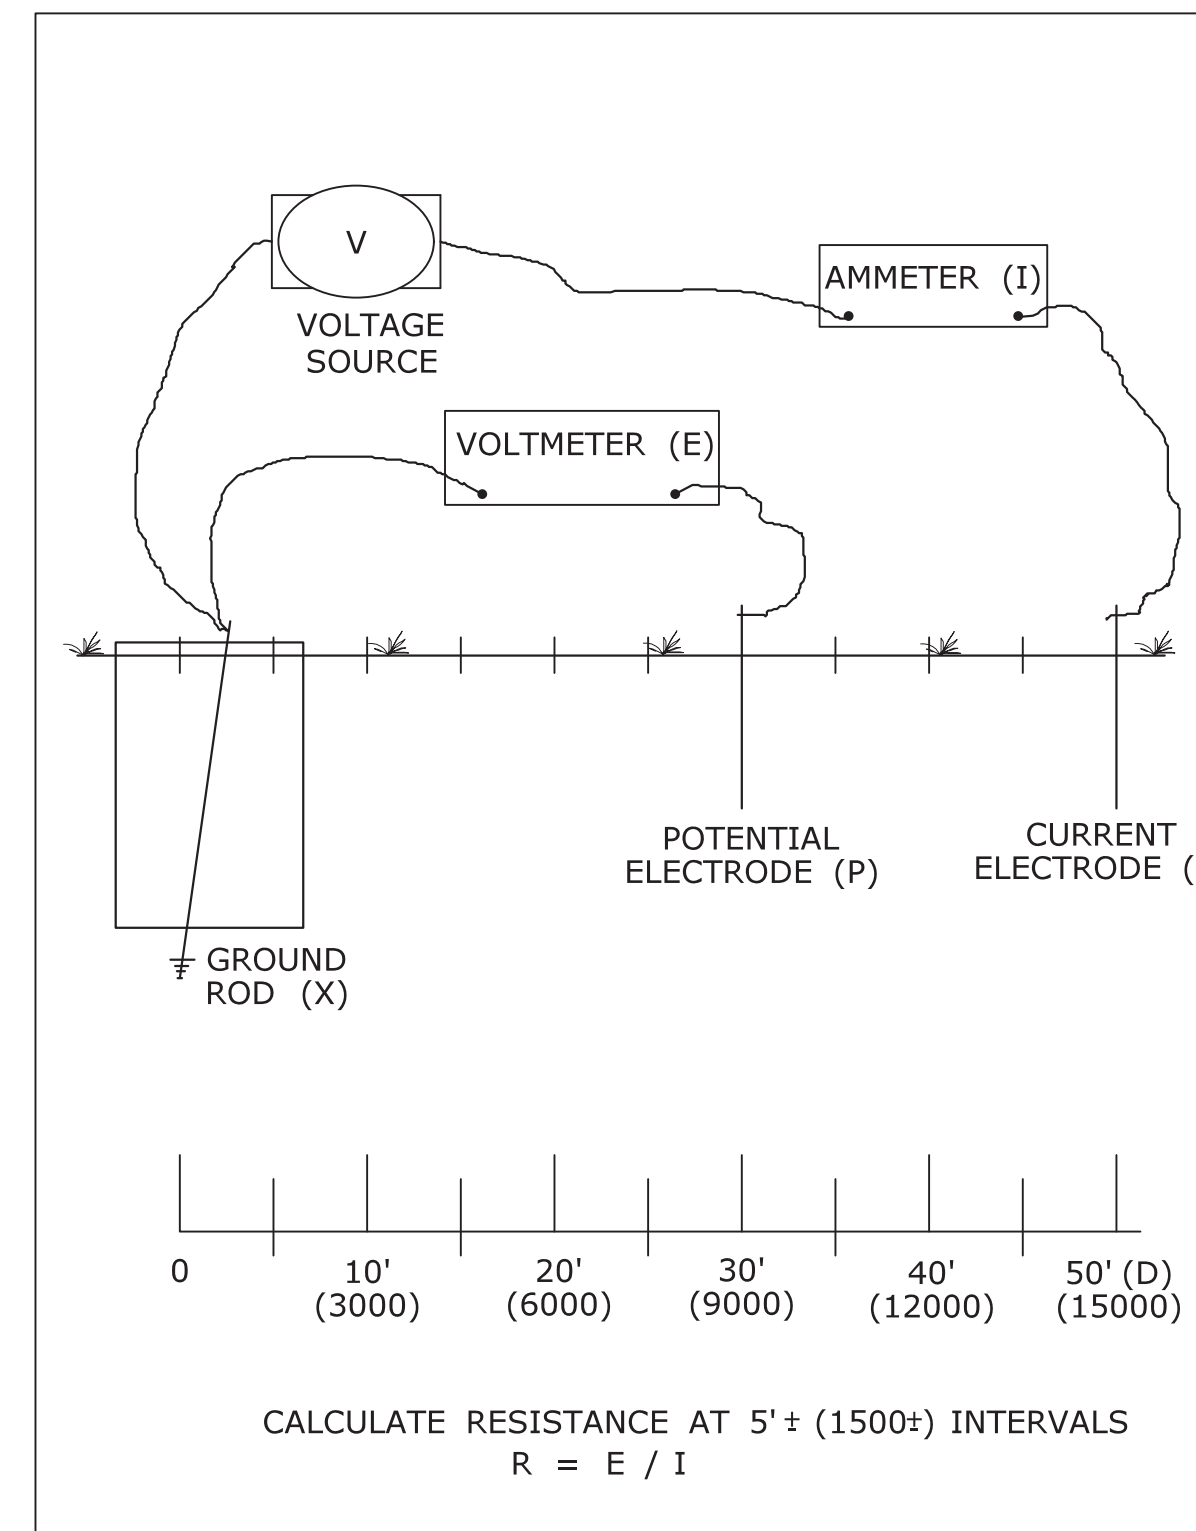 V
VOLTAGE
SOURCE
AMMETER (I)
VOLTMETER (E)
POTENTIAL
ELECTRODE (P)
CURRENT
ELECTRODE (
GROUND
ROD (X)
0
10'
(3000)
20'
(6000)
30'
(9000)
40'
(12000)
50' (D)
(15000)
CALCULATE RESISTANCE AT 5' ± (1500±) INTERVALS
R = E / I